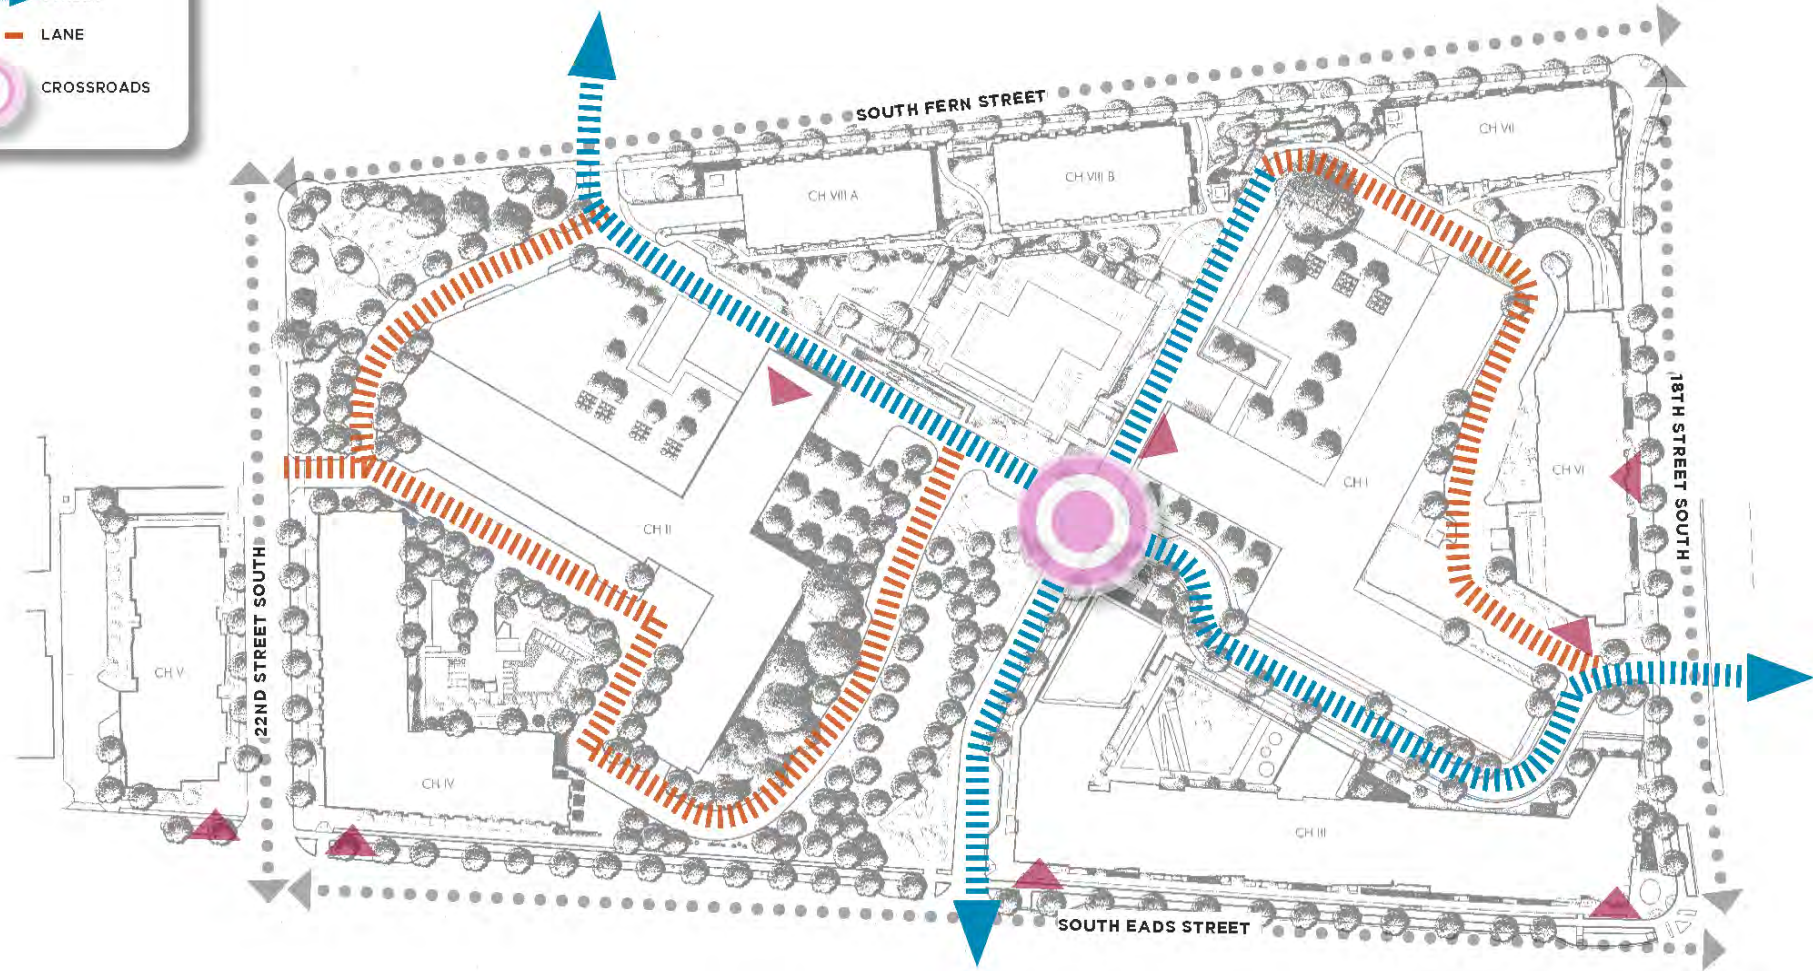 LANE
CROSSROADS
SOUTH FERN STREET
CH VII
CH VIII B
CH VIII A
18TH STREET SOUTH
CH VI
CH I
CH II
22ND STREET SOUTH
CH V
CH IV
CH III
SOUTH EADS STREET